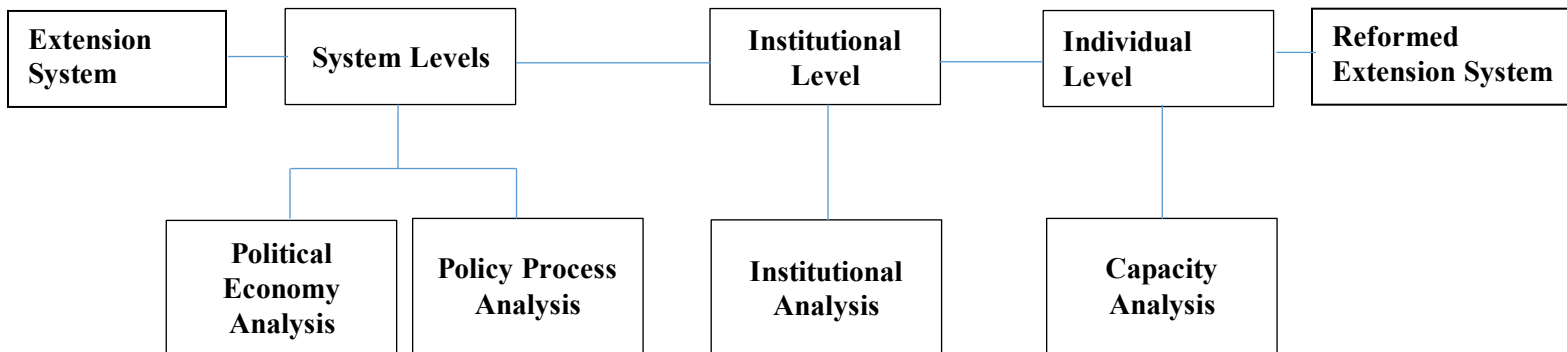 Extension
System
System Levels
Institutional
Level
Individual
Level
Reformed
Extension System
Political
Economy
Analysis
Policy Process
Analysis
Institutional
Analysis
Capacity
Analysis